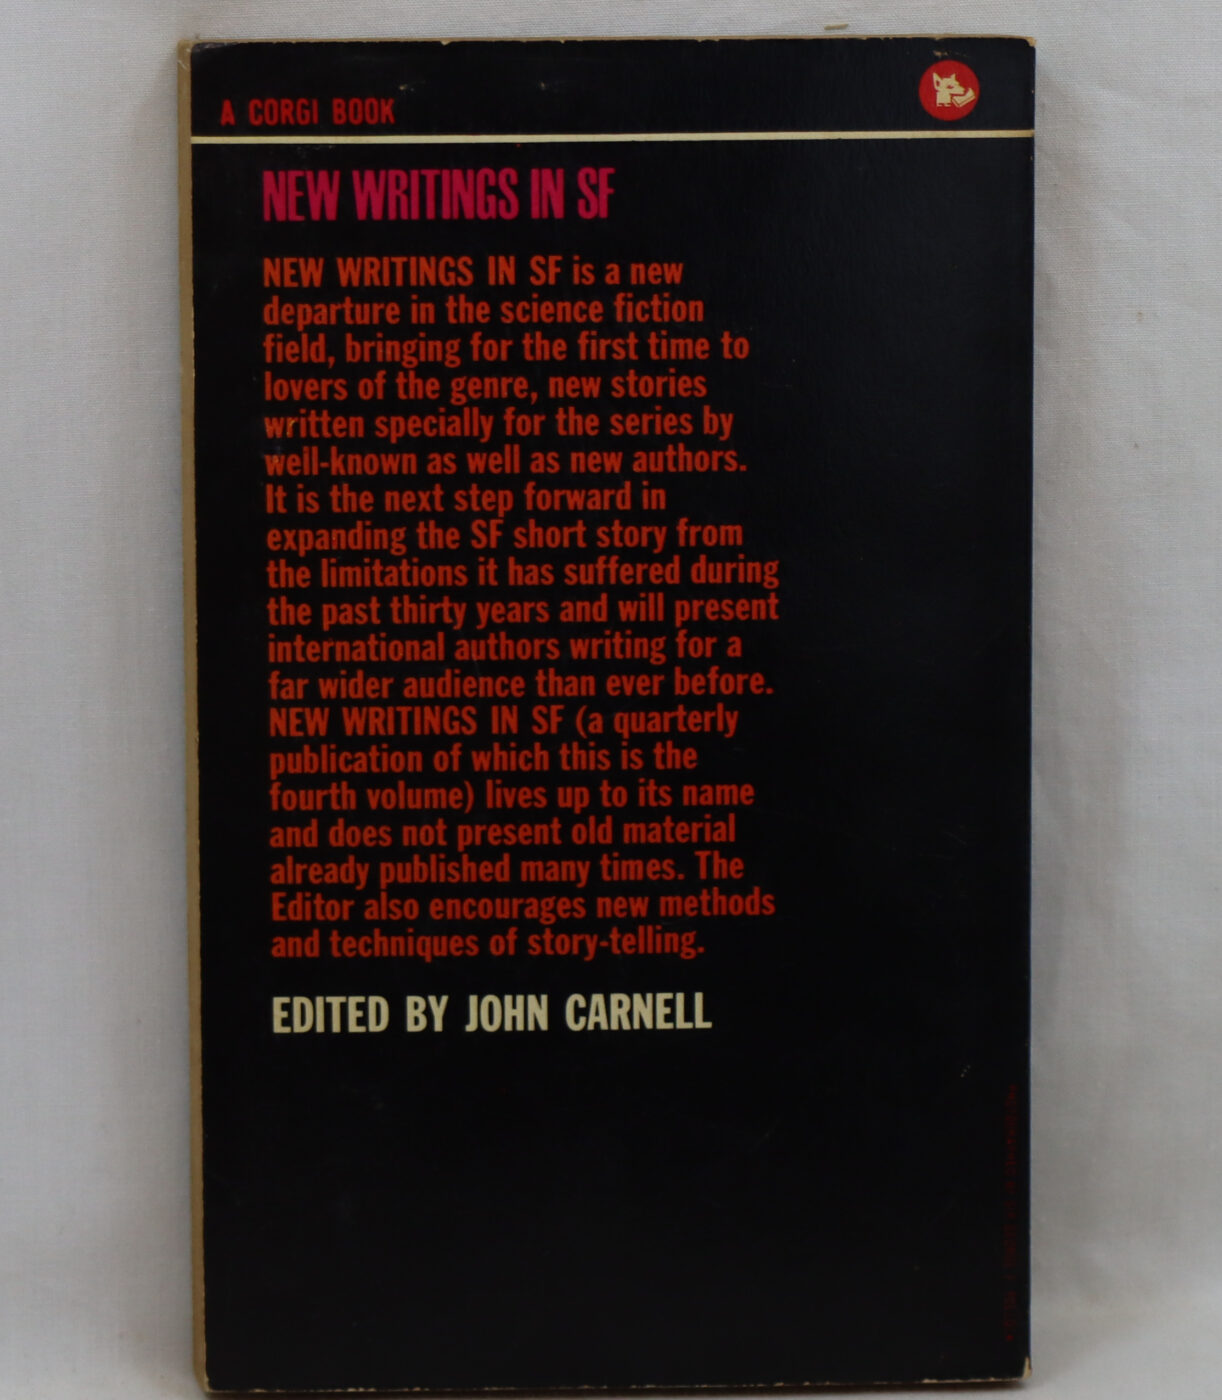 A CORGI BOOK
NEW WRITINGS IN SF
NEW WRITINGS IN SF is a new
departure in the science fiction
field, bringing for the first time to
lovers of the genre, new stories
written specially for the series by
well-known as well as new authors.
It is the next step forward in
expanding the SF short story from
the limitations it has suffered during
the past thirty years and will present
international authors writing for a
far wider audience than ever before.
NEW WRITINGS IN SF (a quarterly
publication of which this is the
fourth volume) lives up to its name
and does not present old material
already published many times. The
Editor also encourages new methods
and techniques of story-telling.
EDITED BY JOHN CARNELL